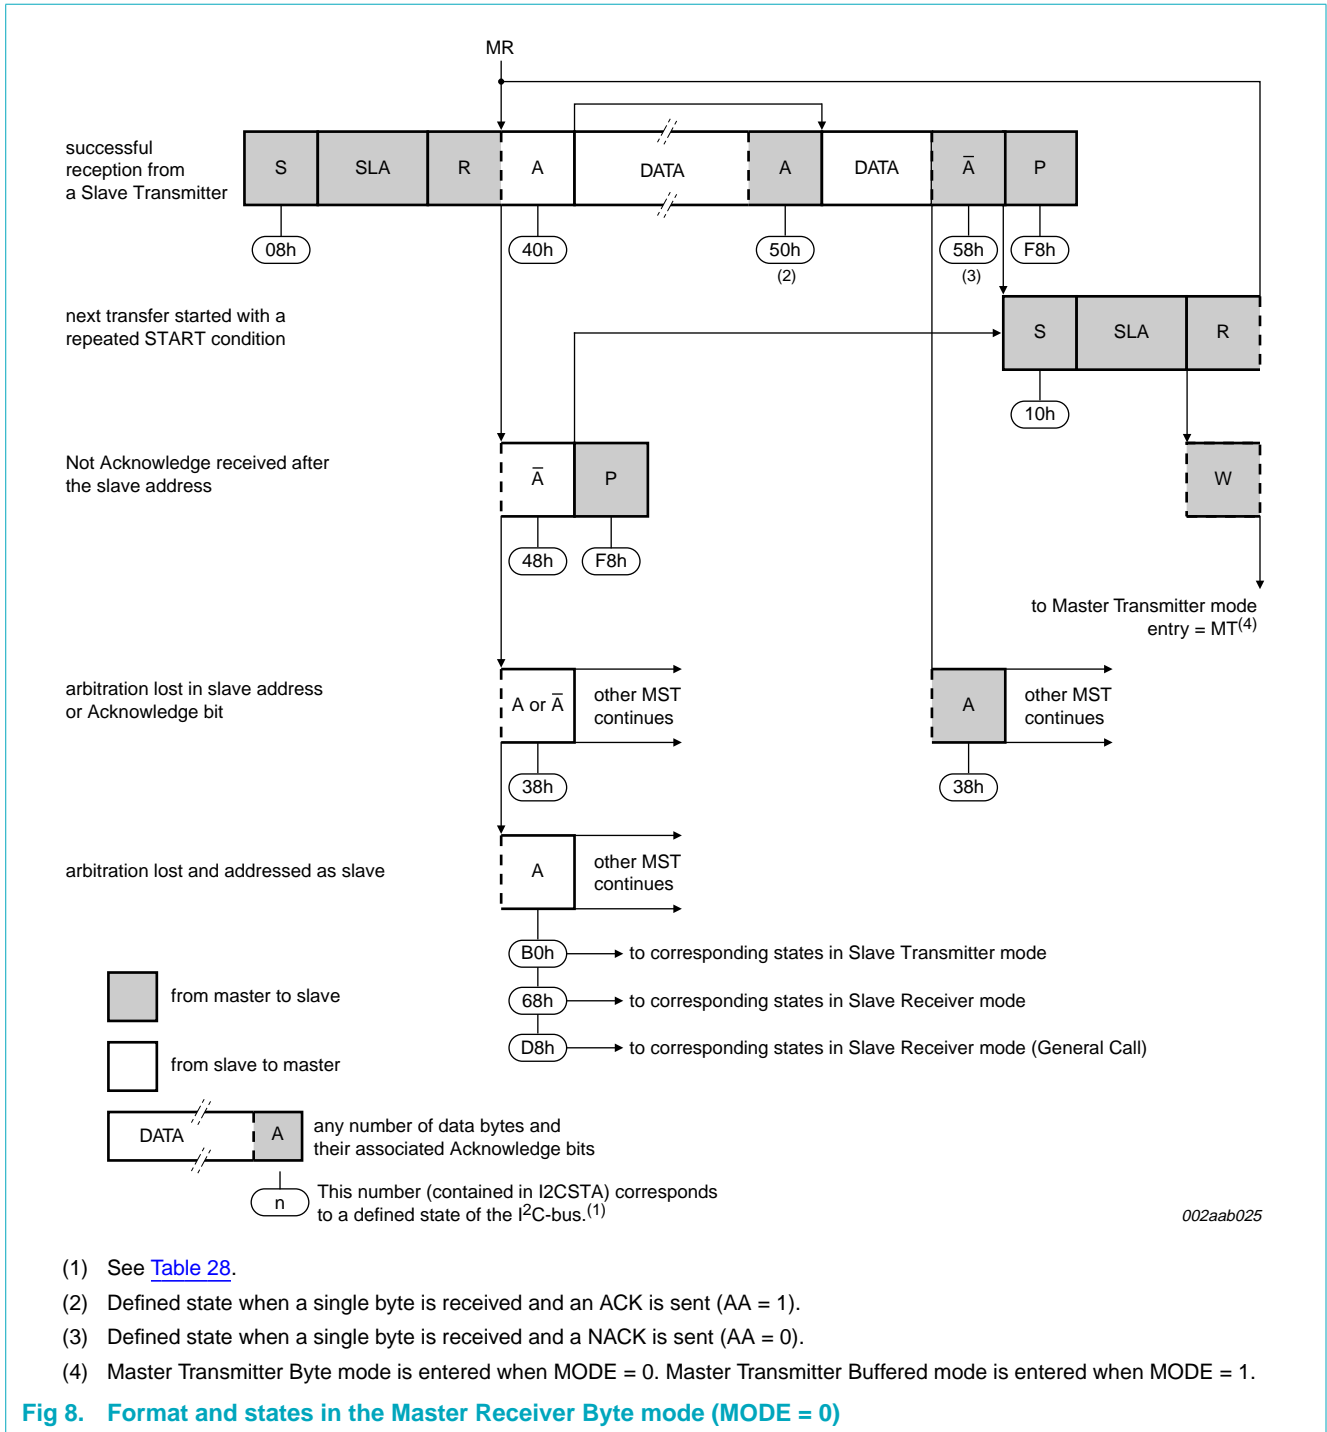 MR
successful
reception from
a Slave Transmitter
S SLA R A DATA A DATA Ā P
08h 40h 50h 58h F8h
(2) (3)
next transfer started with a
repeated START condition
S SLA R
10h
Not Acknowledge received after
the slave address
Ā P W
48h F8h
to Master Transmitter mode
entry = MT(4)
arbitration lost in slave address
or Acknowledge bit
A or Ā
other MST
continues
A
other MST
continues
38h 38h
arbitration lost and addressed as slave
A
other MST
continues
B0h to corresponding states in Slave Transmitter mode
68h to corresponding states in Slave Receiver mode
D8h to corresponding states in Slave Receiver mode (General Call)
from master to slave
from slave to master
DATA A
any number of data bytes and
their associated Acknowledge bits
n
This number (contained in I2CSTA) corresponds
to a defined state of the I2C-bus.(1)
002aab025
(1) See Table 28.
(2) Defined state when a single byte is received and an ACK is sent (AA = 1).
(3) Defined state when a single byte is received and a NACK is sent (AA = 0).
(4) Master Transmitter Byte mode is entered when MODE = 0. Master Transmitter Buffered mode is entered when MODE = 1.
Fig 8. Format and states in the Master Receiver Byte mode (MODE = 0)